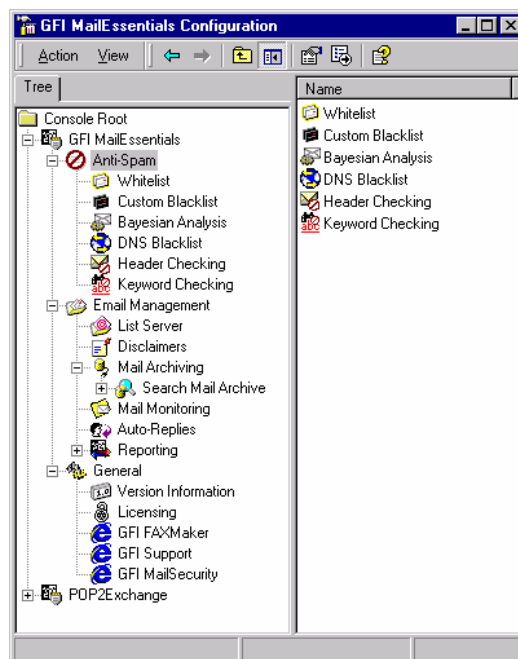 GFI MailEssentials Configuration
Action View
Tree
Console Root
GFI MailEssentials
Anti-Spam
Whitelist
Custom Blacklist
Bayesian Analysis
DNS Blacklist
Header Checking
Keyword Checking
Email Management
List Server
Disclaimers
Mail Archiving
Search Mail Archive
Mail Monitoring
Auto-Replies
Reporting
General
Version Information
Licensing
GFI FAXMaker
GFI Support
GFI MailSecurity
POP2Exchange
Name
Whitelist
Custom Blacklist
Bayesian Analysis
DNS Blacklist
Header Checking
Keyword Checking